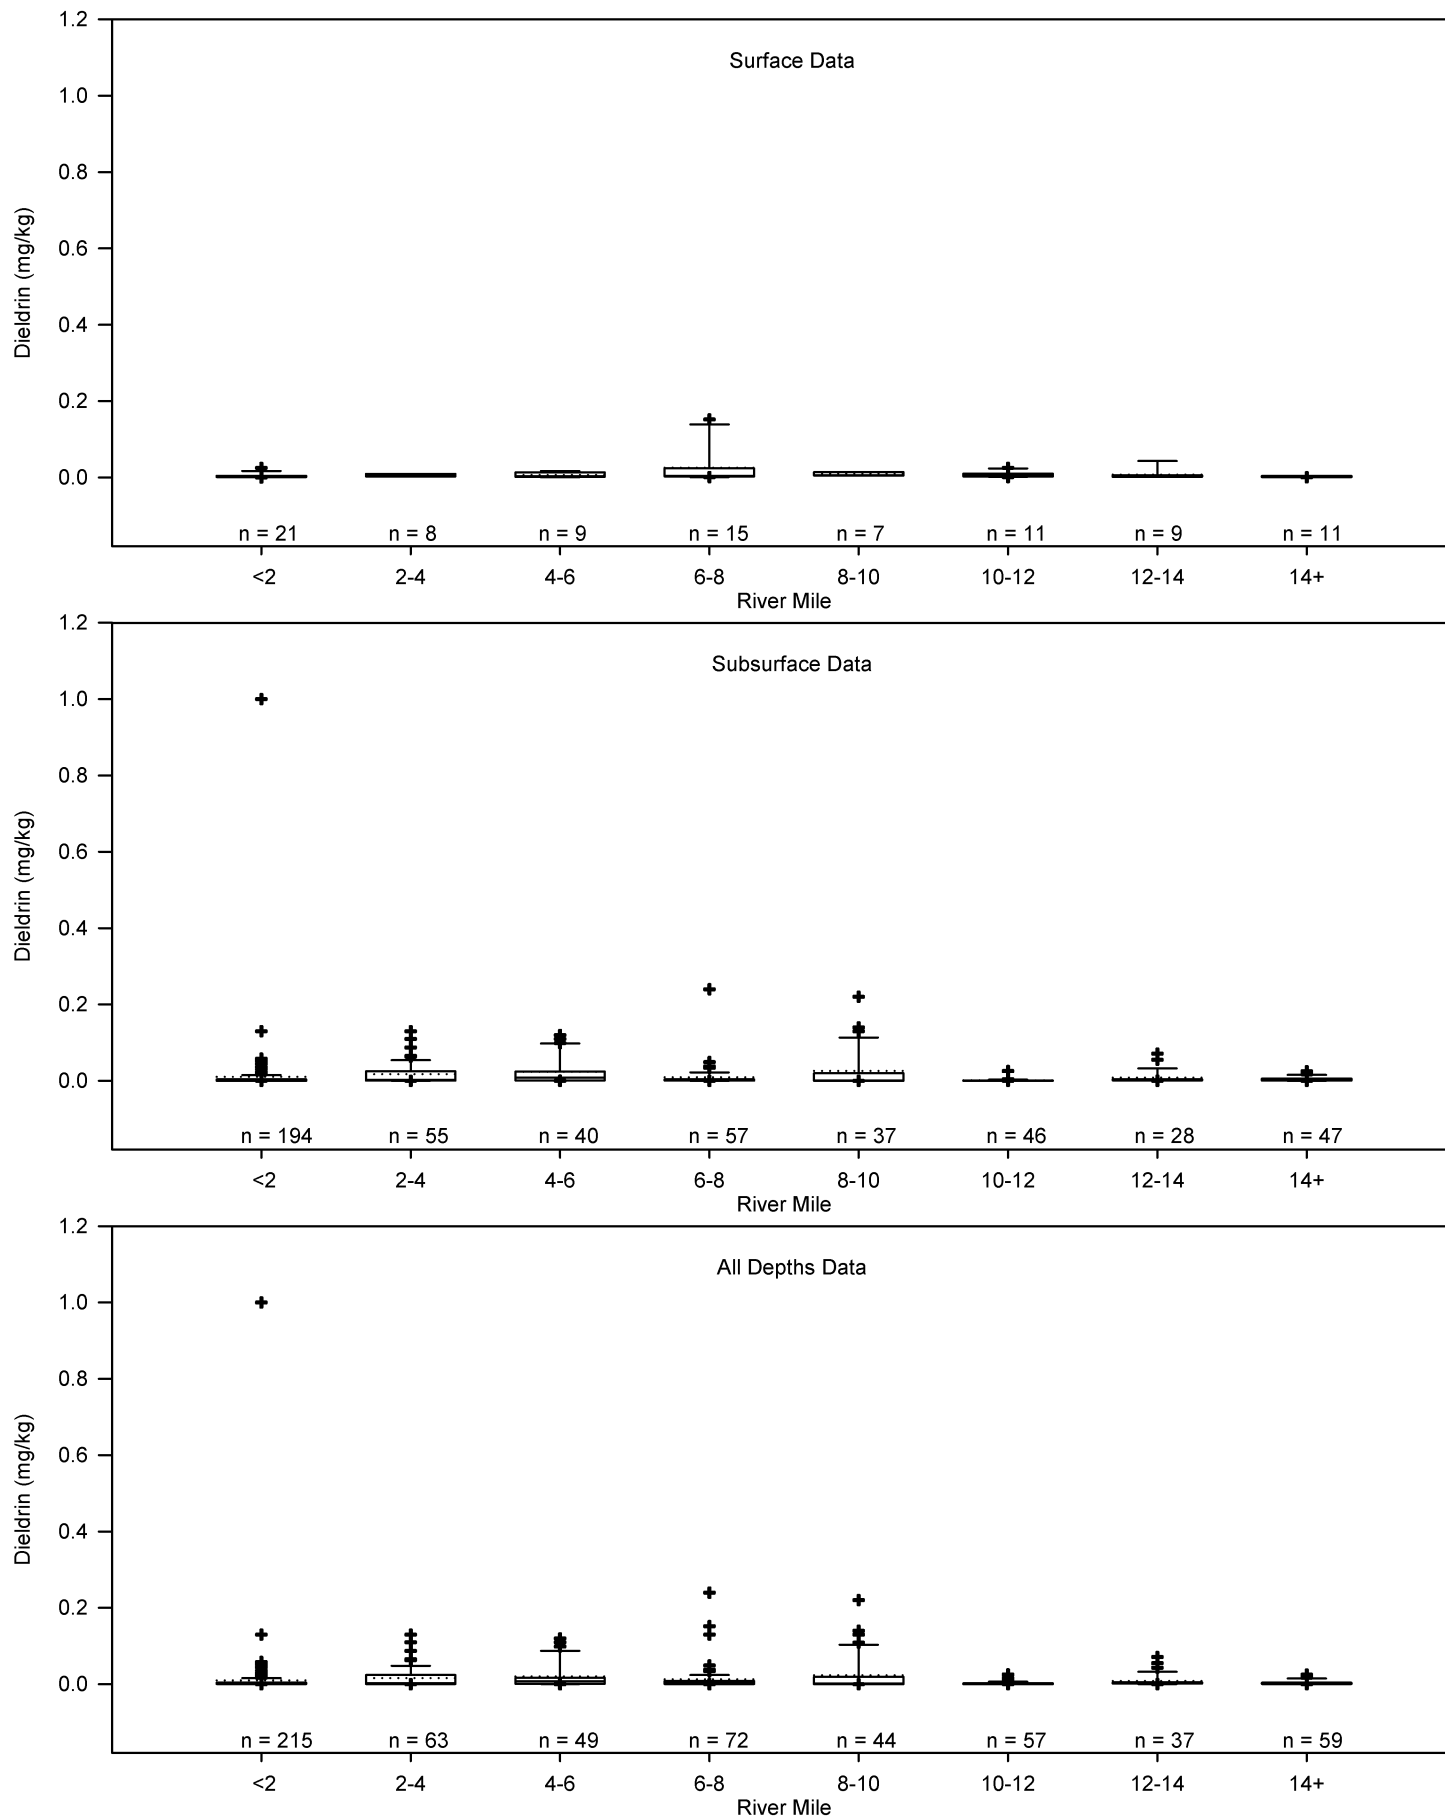 1.2
Surface Data
1.0
0.8
0.6
0.4
0.2
0.0
Dieldrin (mg/kg)
n = 21 n = 8 n = 9 n = 15 n = 7 n = 11 n = 9 n = 11
<2 2-4 4-6 6-8 8-10 10-12 12-14 14+
River Mile
1.2
Subsurface Data
1.0
0.8
0.6
0.4
0.2
0.0
Dieldrin (mg/kg)
n = 194 n = 55 n = 40 n = 57 n = 37 n = 46 n = 28 n = 47
<2 2-4 4-6 6-8 8-10 10-12 12-14 14+
River Mile
1.2
All Depths Data
1.0
0.8
0.6
0.4
0.2
0.0
Dieldrin (mg/kg)
n = 215 n = 63 n = 49 n = 72 n = 44 n = 57 n = 37 n = 59
<2 2-4 4-6 6-8 8-10 10-12 12-14 14+
River Mile